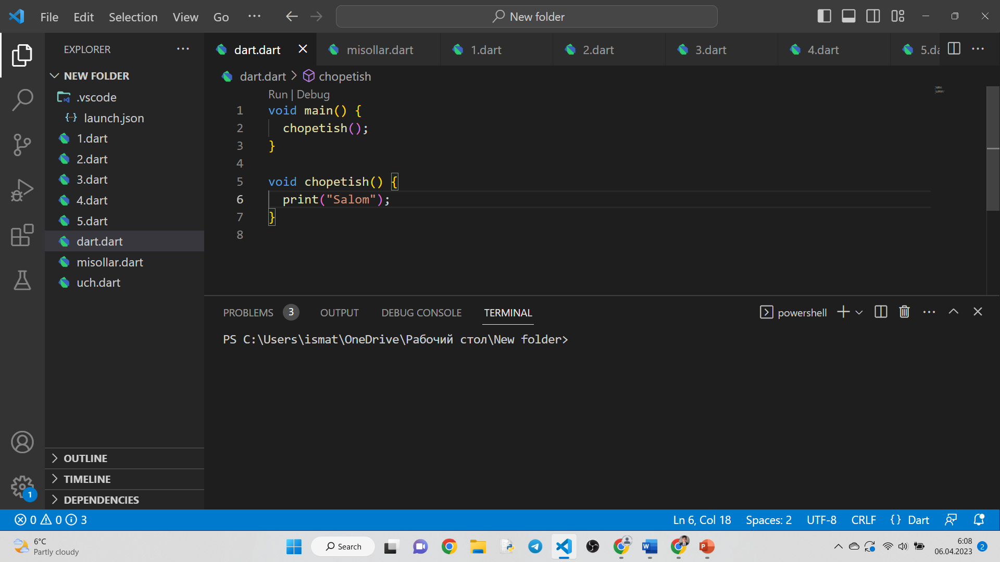 File Edit Selection View Go ··· New folder
EXPLORER ···
NEW FOLDER
.vscode
launch.json
1.dart
2.dart
3.dart
4.dart
5.dart
dart.dart
misollar.dart
uch.dart
OUTLINE
TIMELINE
DEPENDENCIES
1
dart.dart misollar.dart 1.dart 2.dart 3.dart 4.dart 5.da
dart.dart > chopetish
Run | Debug
1 void main() {
2 chopetish();
3 }
4
5 void chopetish() {
6 print("Salom");
7 }
8
PROBLEMS 3 OUTPUT DEBUG CONSOLE TERMINAL powershell
PS C:\Users\ismat\OneDrive\Рабочий стол\New folder>
0 0 3 Ln 6, Col 18 Spaces: 2 UTF-8 CRLF {} Dart
6°C
Partly cloudy
Search
6:08
06.04.2023 2